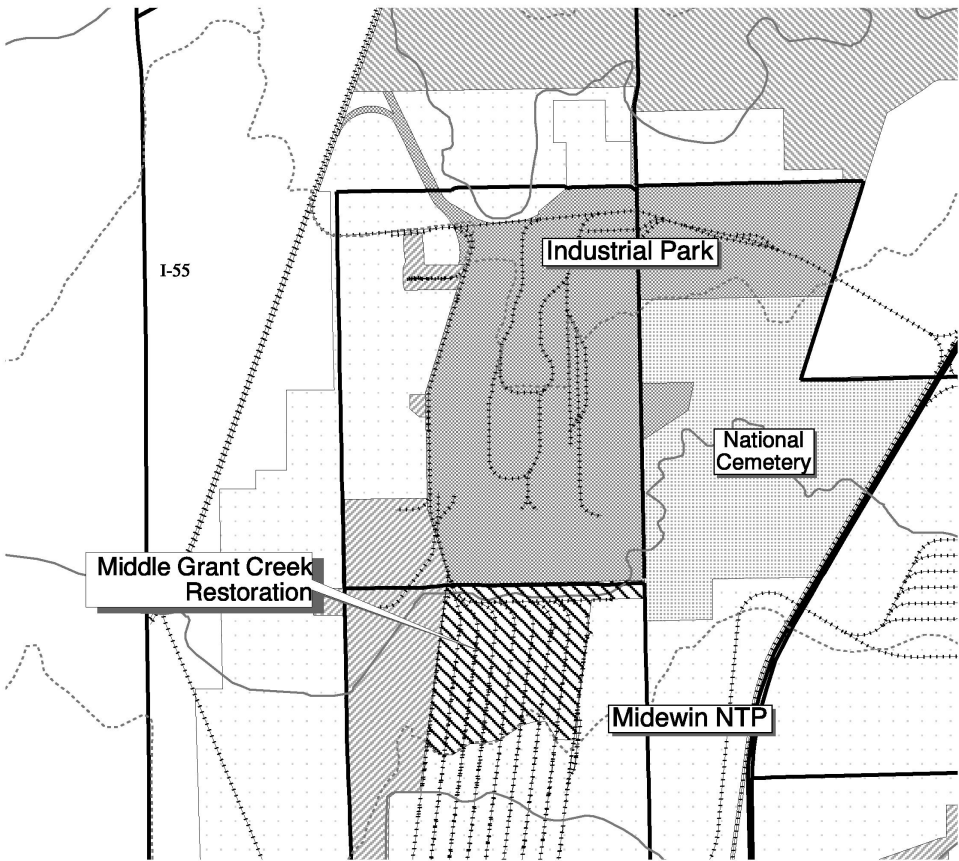 Industrial Park
I-55
National
Cemetery
Middle Grant Creek
Restoration
Midewin NTP